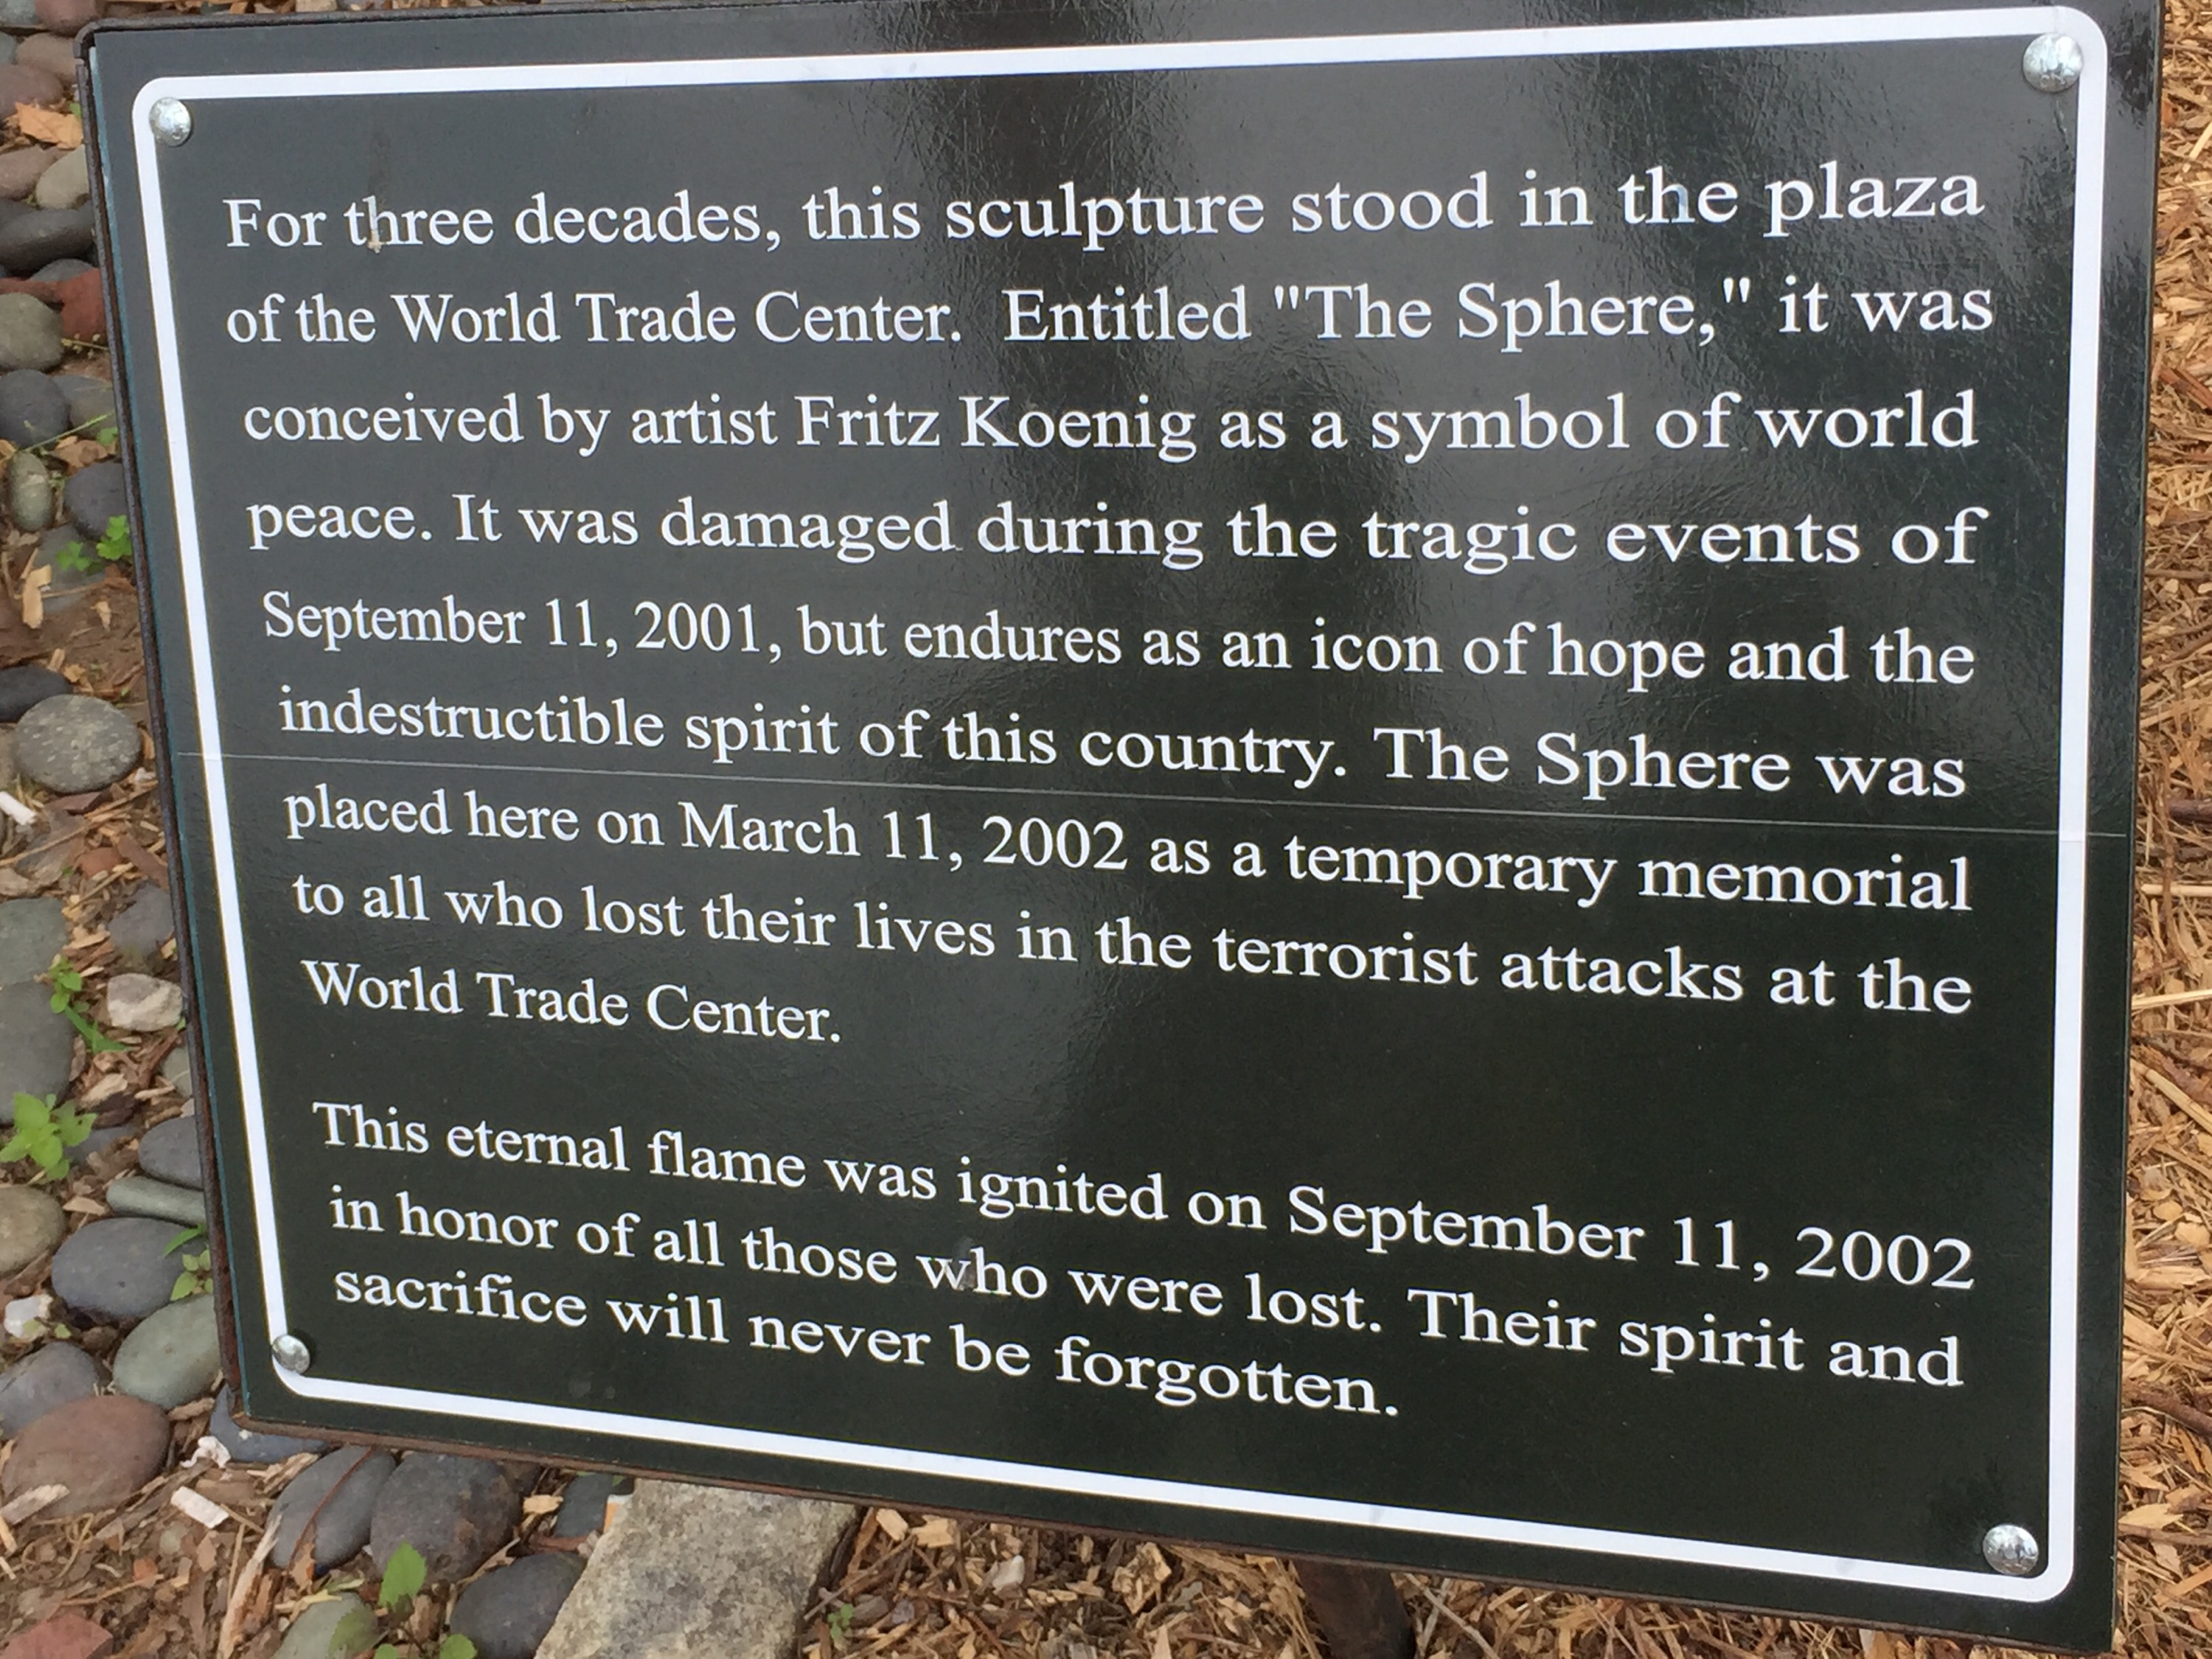 For three decades, this sculpture stood in the plaza
of the World Trade Center.  Entitled "The Sphere," it was
conceived by artist Fritz Koenig as a symbol of world
peace. It was damaged during the tragic events of
September 11, 2001, but endures as an icon of hope and the
indestructible spirit of this country. The Sphere was
placed here on March 11, 2002 as a temporary memorial
to all who lost their lives in the terrorist attacks at the
World Trade Center.
This eternal flame was ignited on September 11, 2002
in honor of all those who were lost. Their spirit and
sacrifice will never be forgotten.